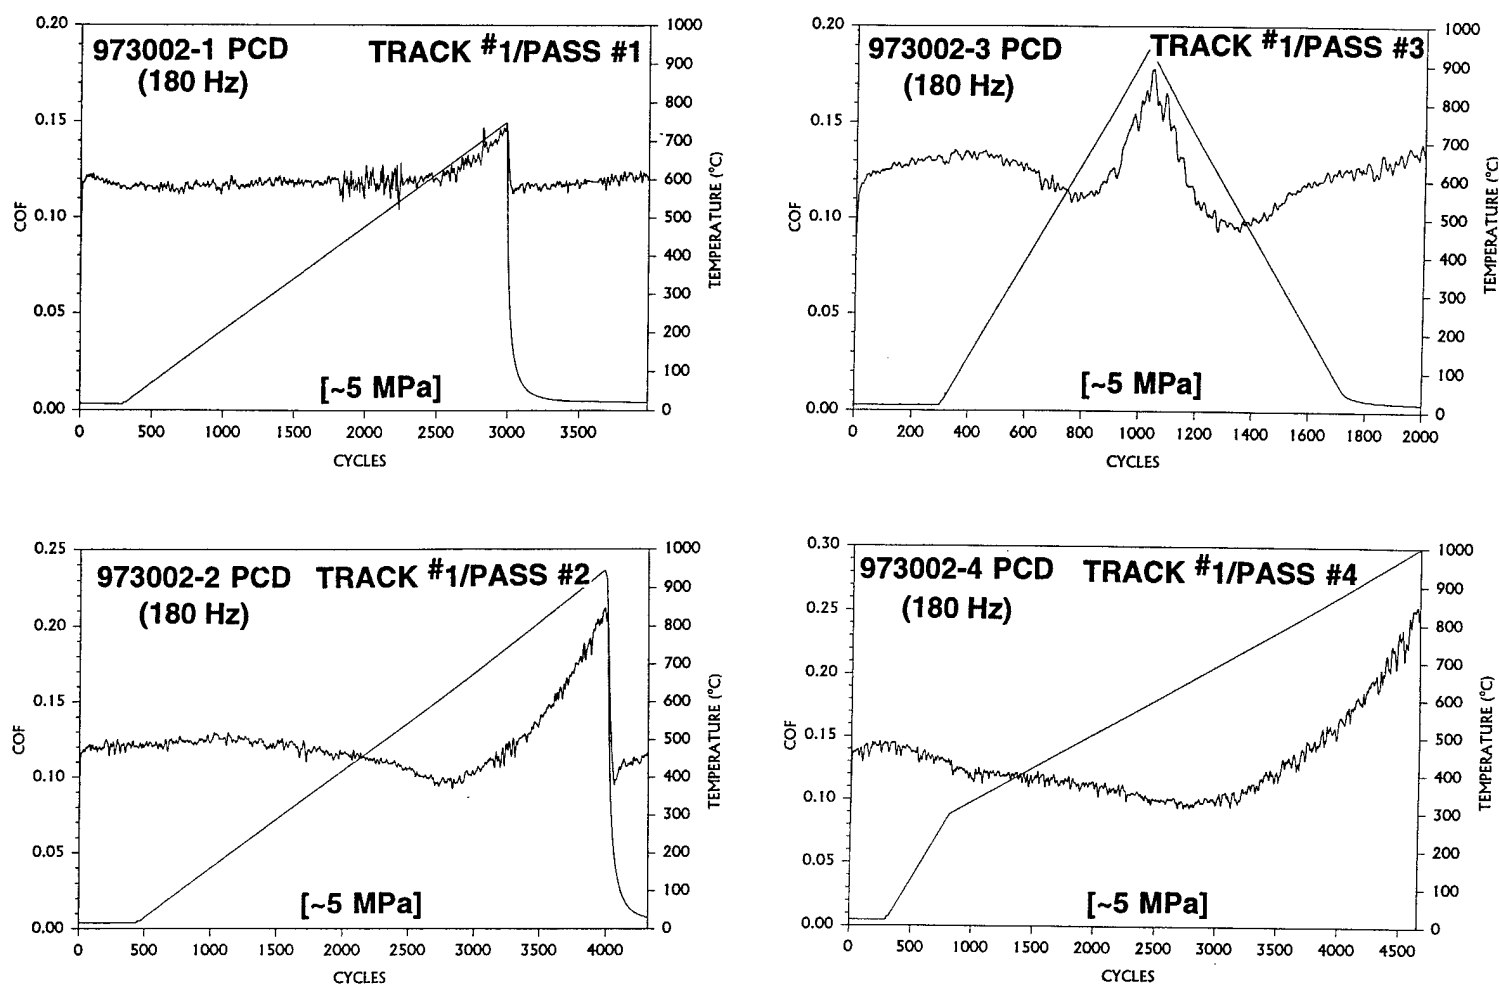 973002-1 PCD TRACK #1/PASS #1
(180 Hz)
[~5 MPa]
COF
0.20
0.15
0.10
0.05
0.00
0 500 1000 1500 2000 2500 3000 3500
CYCLES
1000
900
800
700
600
500
400
300
200
100
0
TEMPERATURE (°C)
973002-3 PCD TRACK #1/PASS #3
(180 Hz)
[~5 MPa]
COF
0.20
0.15
0.10
0.05
0.00
0 200 400 600 800 1000 1200 1400 1600 1800 2000
CYCLES
1000
900
800
700
600
500
400
300
200
100
0
TEMPERATURE (°C)
973002-2 PCD TRACK #1/PASS #2
(180 Hz)
[~5 MPa]
COF
0.25
0.20
0.15
0.10
0.05
0.00
0 500 1000 1500 2000 2500 3000 3500 4000
CYCLES
1000
900
800
700
600
500
400
300
200
100
0
TEMPERATURE (°C)
973002-4 PCD TRACK #1/PASS #4
(180 Hz)
[~5 MPa]
COF
0.30
0.25
0.20
0.15
0.10
0.05
0.00
0 500 1000 1500 2000 2500 3000 3500 4000 4500
CYCLES
1000
900
800
700
600
500
400
300
200
100
0
TEMPERATURE (°C)